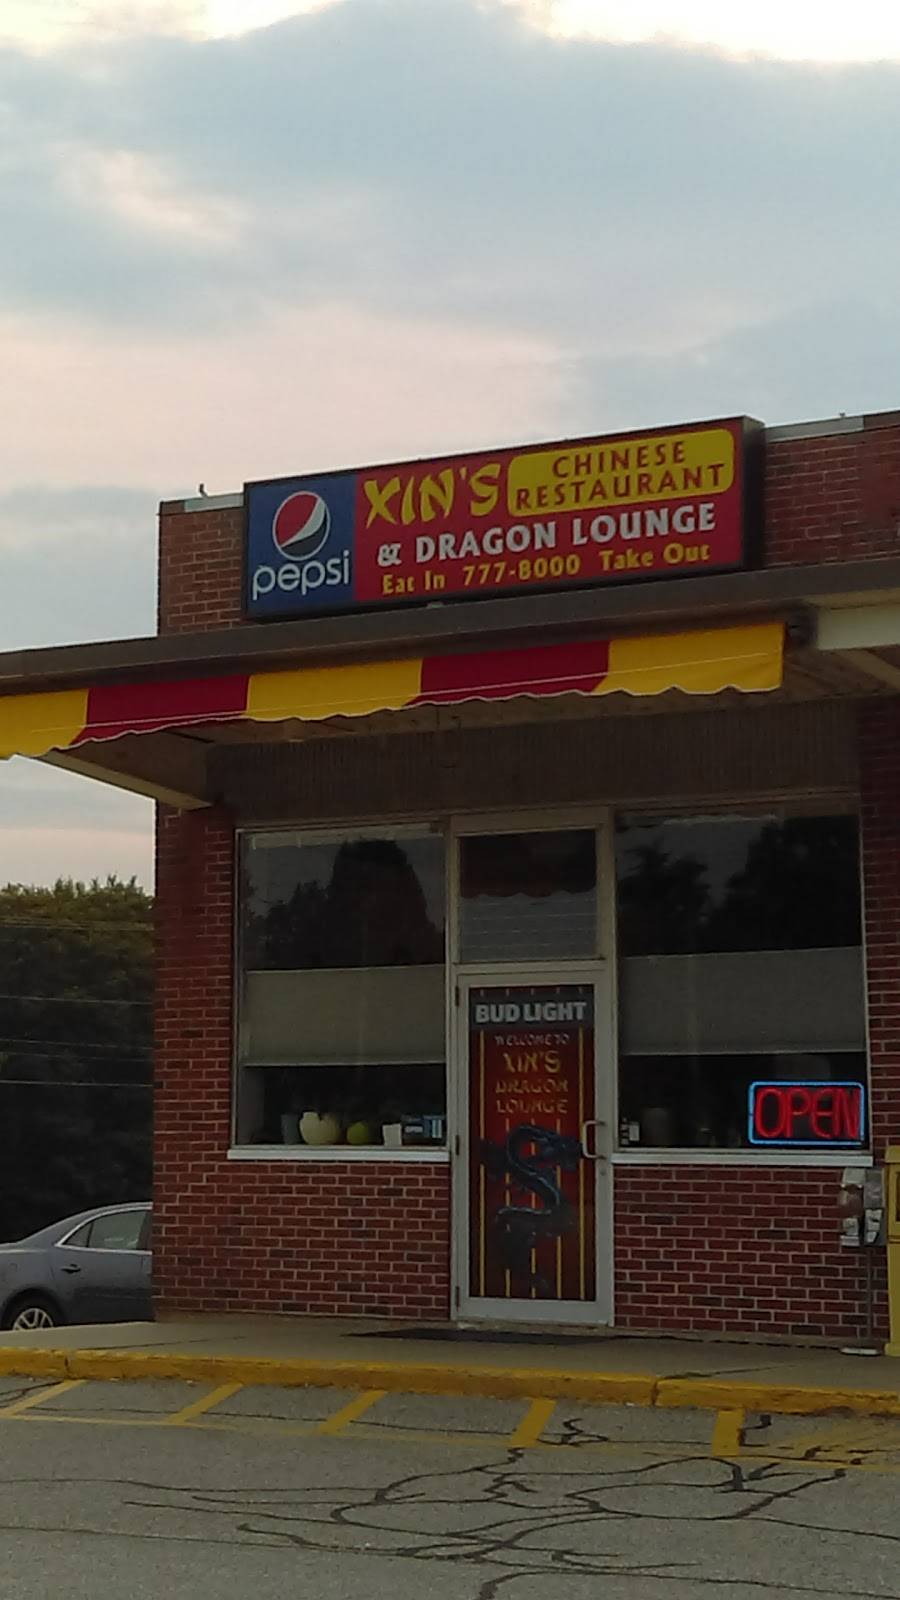 pepsi
XIN'S
CHINESE
RESTAURANT
& DRAGON LOUNGE
Eat In 777-8000 Take Out
BUD LIGHT
WELCOME TO
XIN'S
DRAGON
LOUNGE
OPEN